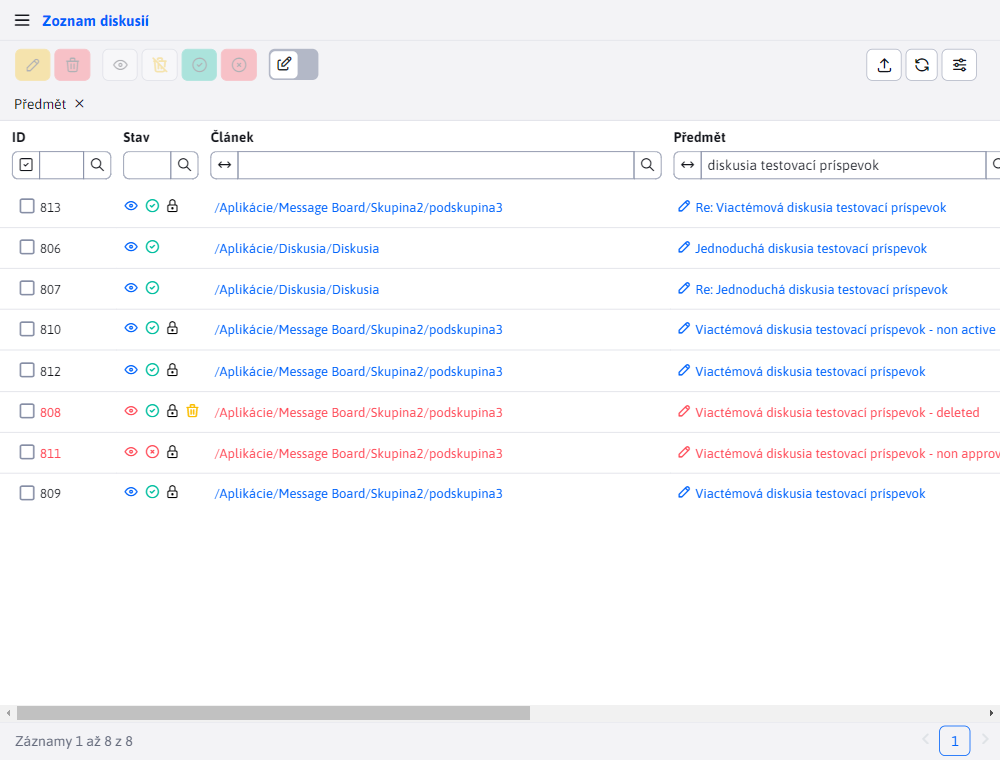 Zoznam diskusií
Předmět
ID Stav Článek Předmět
diskusia testovací príspevok
813 /Aplikácie/Message Board/Skupina2/podskupina3 Re: Viactémová diskusia testovací príspevok
806 /Aplikácie/Diskusia/Diskusia Jednoduchá diskusia testovací príspevok
807 /Aplikácie/Diskusia/Diskusia Re: Jednoduchá diskusia testovací príspevok
810 /Aplikácie/Message Board/Skupina2/podskupina3 Viactémová diskusia testovací príspevok - non active
812 /Aplikácie/Message Board/Skupina2/podskupina3 Viactémová diskusia testovací príspevok
808 /Aplikácie/Message Board/Skupina2/podskupina3 Viactémová diskusia testovací príspevok - deleted
811 /Aplikácie/Message Board/Skupina2/podskupina3 Viactémová diskusia testovací príspevok - non approv
809 /Aplikácie/Message Board/Skupina2/podskupina3 Viactémová diskusia testovací príspevok
Záznamy 1 až 8 z 8 1